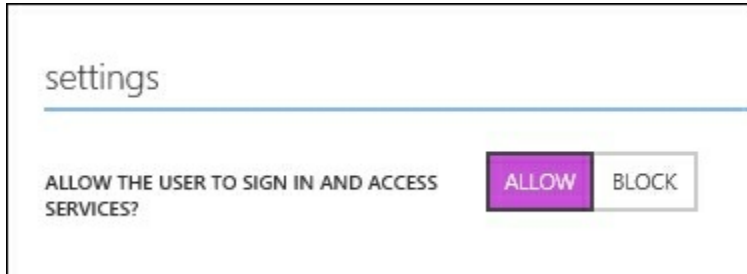 settings
ALLOW THE USER TO SIGN IN AND ACCESS
SERVICES?
ALLOW BLOCK